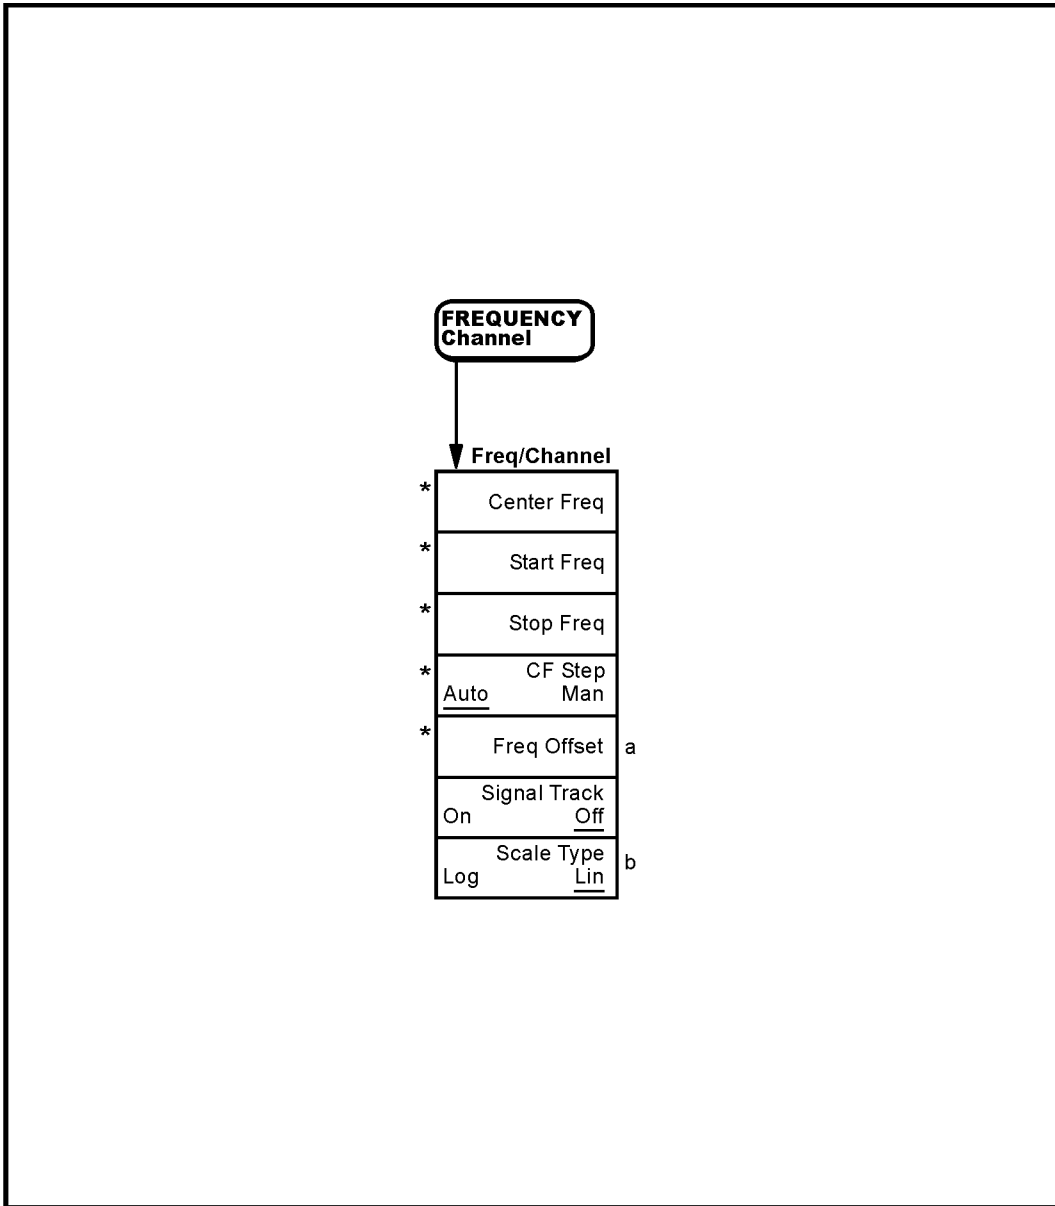 FREQUENCY
Channel
Freq/Channel
* Center Freq
* Start Freq
* Stop Freq
* CF Step
Auto Man
* Freq Offset a
Signal Track
On Off
Scale Type b
Log Lin